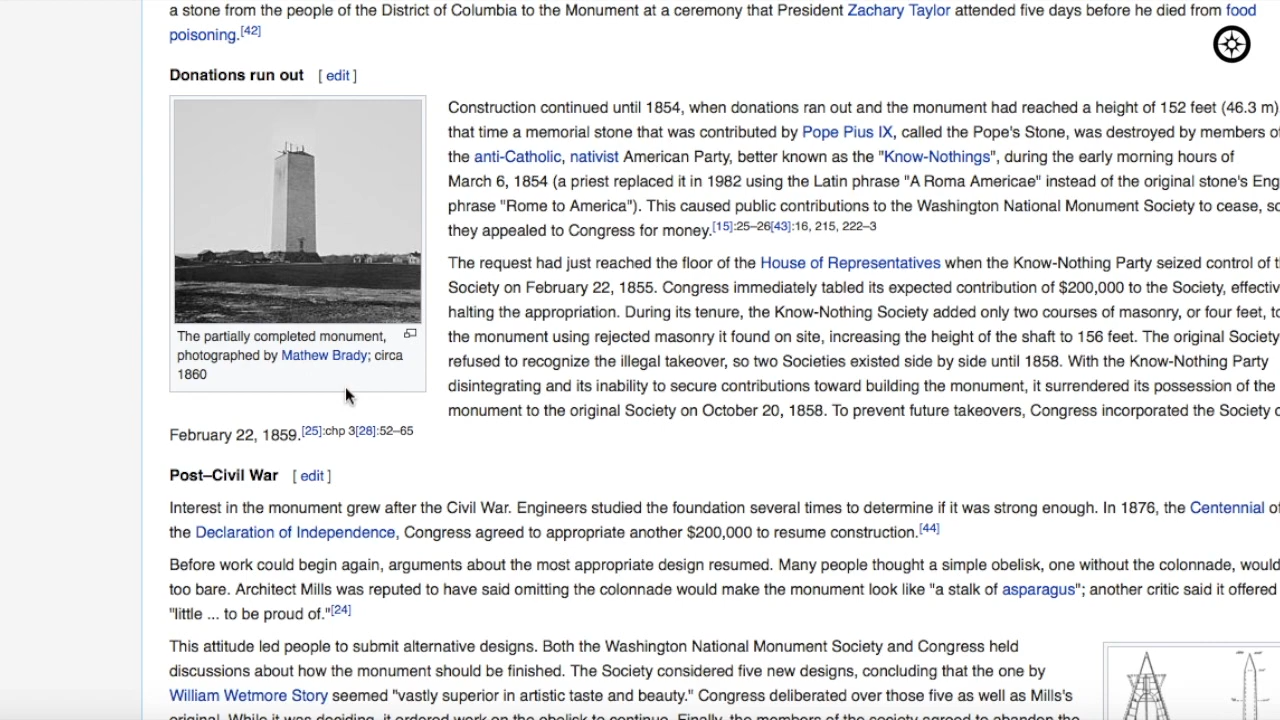 a stone from the people of the District of Columbia to the Monument at a ceremony that President Zachary Taylor attended five days before he died from food
poisoning.[42]
Donations run out [ edit ]
Construction continued until 1854, when donations ran out and the monument had reached a height of 152 feet (46.3 m)
that time a memorial stone that was contributed by Pope Pius IX, called the Pope's Stone, was destroyed by members
the anti-Catholic, nativist American Party, better known as the "Know-Nothings", during the early morning hours of
March 6, 1854 (a priest replaced it in 1982 using the Latin phrase "A Roma Americae" instead of the original stone's Eng
phrase "Rome to America"). This caused public contributions to the Washington National Monument Society to cease, so
they appealed to Congress for money.[15]:25–26[43]:16, 215, 222–3
The request had just reached the floor of the House of Representatives when the Know-Nothing Party seized control of
Society on February 22, 1855. Congress immediately tabled its expected contribution of $200,000 to the Society, effectiv
halting the appropriation. During its tenure, the Know-Nothing Society added only two courses of masonry, or four feet, to
the monument using rejected masonry it found on site, increasing the height of the shaft to 156 feet. The original Society
refused to recognize the illegal takeover, so two Societies existed side by side until 1858. With the Know-Nothing Party
disintegrating and its inability to secure contributions toward building the monument, it surrendered its possession of the
monument to the original Society on October 20, 1858. To prevent future takeovers, Congress incorporated the Society
February 22, 1859.[25]:chp 3[28]:52–65
The partially completed monument,
photographed by Mathew Brady; circa
1860
Post–Civil War [ edit ]
Interest in the monument grew after the Civil War. Engineers studied the foundation several times to determine if it was strong enough. In 1876, the Centennial of
the Declaration of Independence, Congress agreed to appropriate another $200,000 to resume construction.[44]
Before work could begin again, arguments about the most appropriate design resumed. Many people thought a simple obelisk, one without the colonnade, would
too bare. Architect Mills was reputed to have said omitting the colonnade would make the monument look like "a stalk of asparagus"; another critic said it offered
"little ... to be proud of."[24]
This attitude led people to submit alternative designs. Both the Washington National Monument Society and Congress held
discussions about how the monument should be finished. The Society considered five new designs, concluding that the one by
William Wetmore Story seemed "vastly superior in artistic taste and beauty." Congress deliberated over those five as well as Mills's
original. While it was deciding, it ordered work on the obelisk to continue. Finally, the members of the society agreed to abandon the